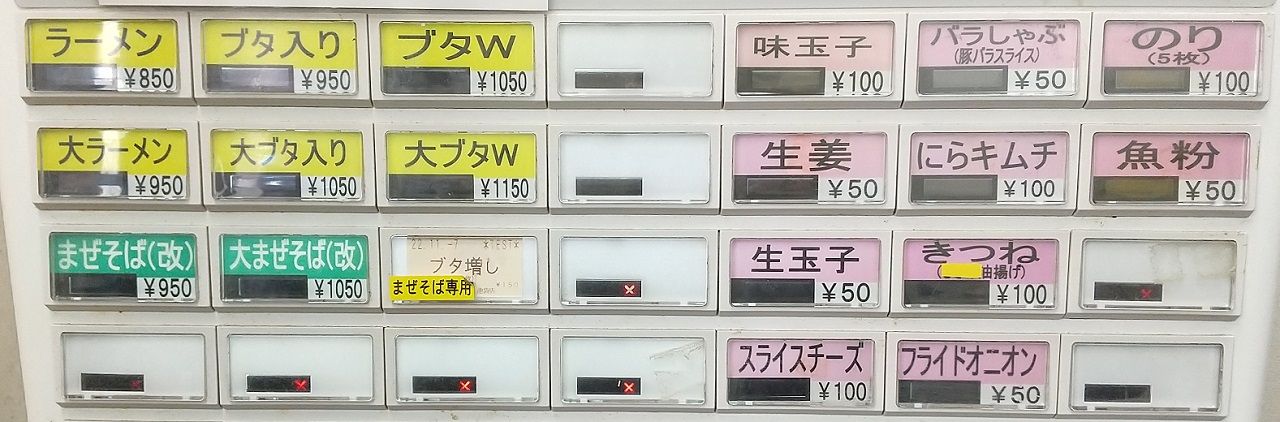 ラーメン
¥850
ブタ入り
¥950
ブタW
¥1050
味玉子
¥100
バラしゃぶ
(豚バラスライス)
¥50
のり
(5枚)
¥100
大ラーメン
¥950
大ブタ入り
¥1050
大ブタW
¥1150
生姜
¥50
にらキムチ
¥100
魚粉
¥50
まぜそば(改)
¥950
大まぜそば(改)
¥1050
22.11.-7 *TEST*
ブタ増し
まぜそば専用
¥150
生玉子
¥50
きつね
油揚げ)
¥100
スライスチーズ
¥100
フライドオニオン
¥50